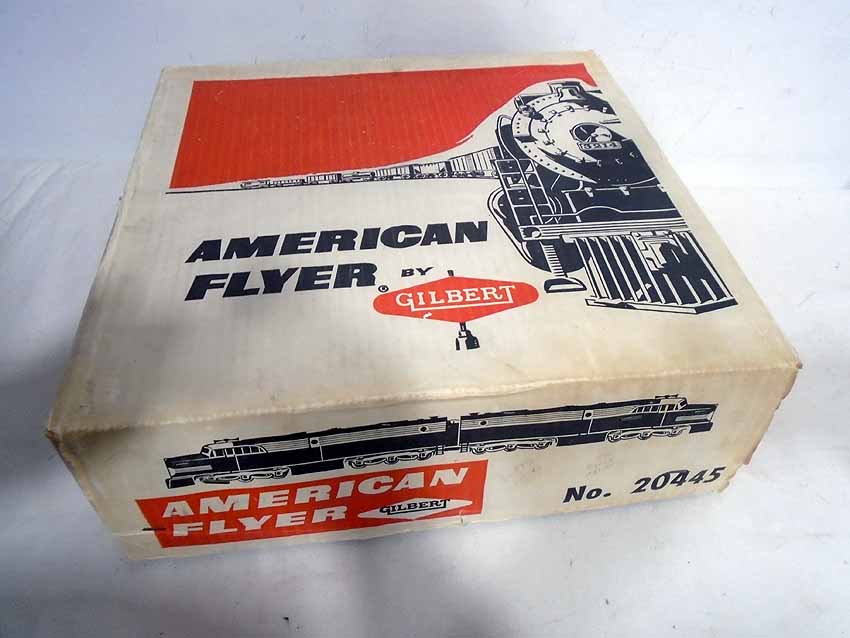 AMERICAN
FLYER® BY
GILBERT
AMERICAN
FLYER GILBERT
No. 20445